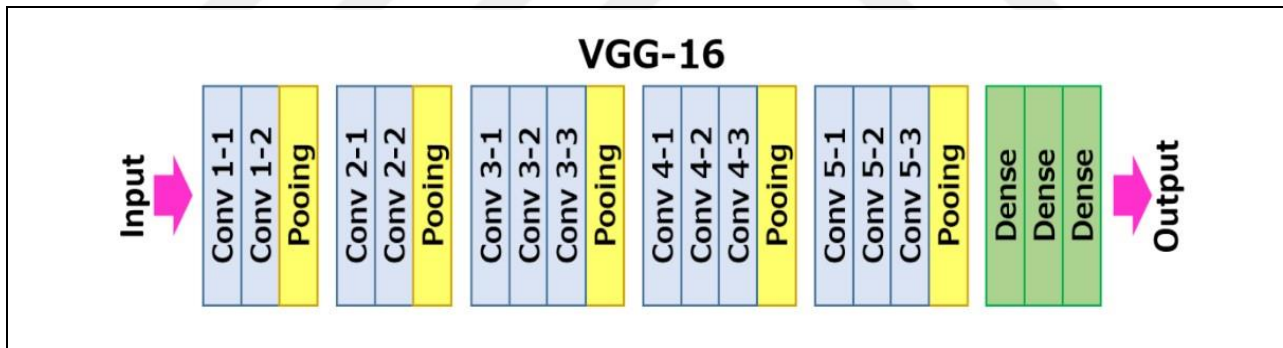 VGG-16
Input
Conv 1-1
Conv 1-2
Pooing
Conv 2-1
Conv 2-2
Pooing
Conv 3-1
Conv 3-2
Conv 3-3
Pooing
Conv 4-1
Conv 4-2
Conv 4-3
Pooing
Conv 5-1
Conv 5-2
Conv 5-3
Pooing
Dense
Dense
Dense
Output